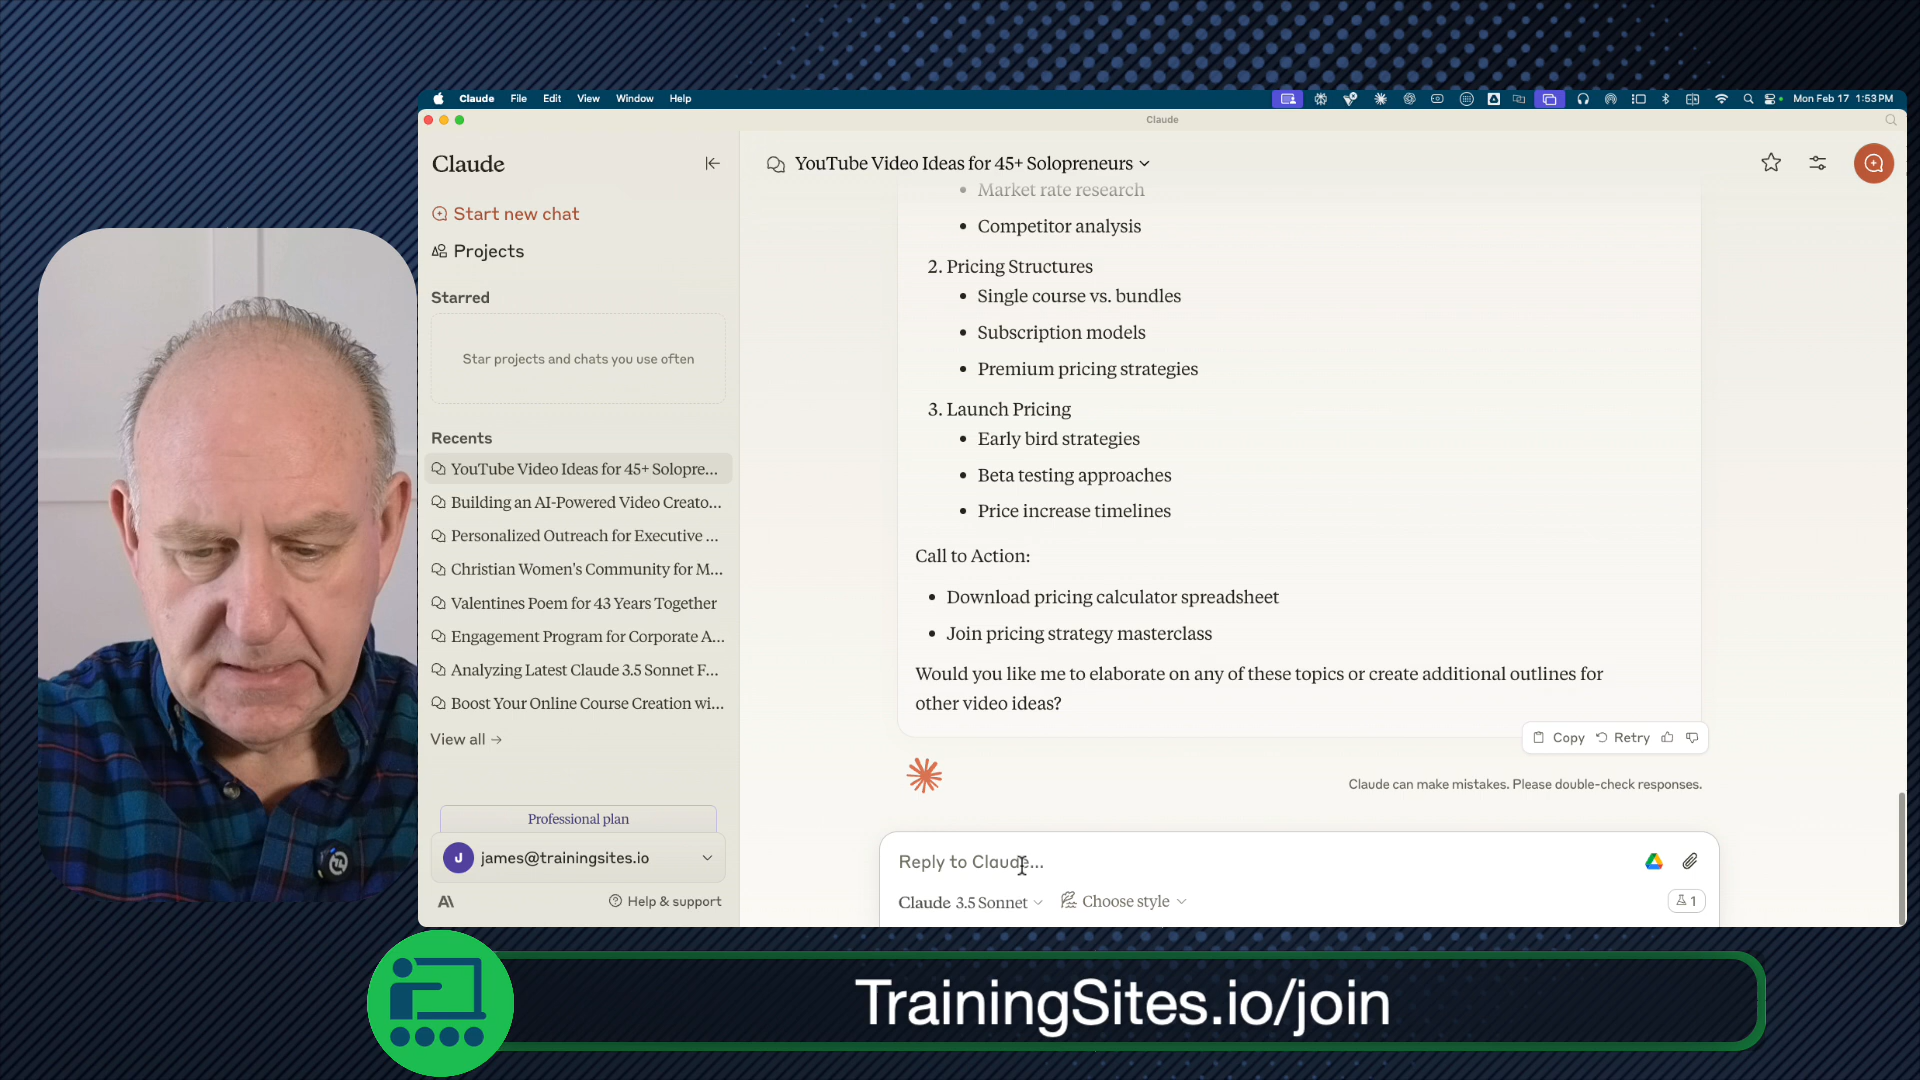 Claude File Edit View Window Help
Mon Feb 17 1:53 PM
Claude
Claude
Start new chat
Projects
Starred
Star projects and chats you use often
Recents
YouTube Video Ideas for 45+ Solopre...
Building an AI-Powered Video Creato...
Personalized Outreach for Executive ...
Christian Women's Community for M...
Valentines Poem for 43 Years Together
Engagement Program for Corporate A...
Analyzing Latest Claude 3.5 Sonnet F...
Boost Your Online Course Creation wi...
View all →
Professional plan
J james@trainingsites.io
Help & support
YouTube Video Ideas for 45+ Solopreneurs
• Market rate research
• Competitor analysis
2. Pricing Structures
• Single course vs. bundles
• Subscription models
• Premium pricing strategies
3. Launch Pricing
• Early bird strategies
• Beta testing approaches
• Price increase timelines
Call to Action:
• Download pricing calculator spreadsheet
• Join pricing strategy masterclass
Would you like me to elaborate on any of these topics or create additional outlines for
other video ideas?
Copy Retry
Claude can make mistakes. Please double-check responses.
Reply to Claude...
Claude 3.5 Sonnet Choose style 1
TrainingSites.io/join